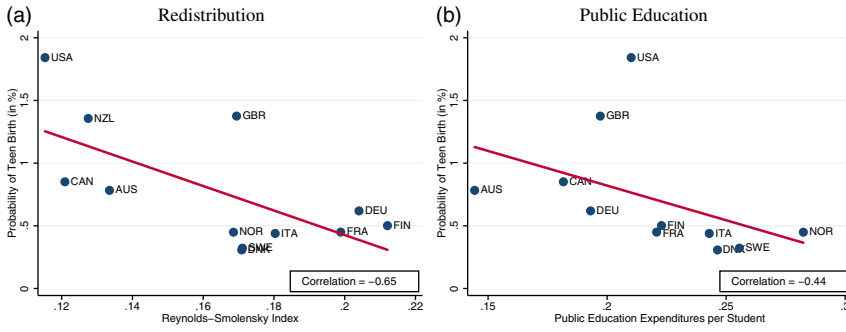 (a) Redistribution
Probability of Teen Birth (in %)
2
1.5
1
.5
0
USA
NZL
GBR
CAN
AUS
DEU
FIN
NOR
ITA
FRA
SWE
DNK
Correlation = −0.65
.12 .14 .16 .18 .2 .22
Reynolds−Smolensky Index
(b) Public Education
Probability of Teen Birth (in %)
2
1.5
1
.5
0
USA
GBR
CAN
AUS
DEU
FIN
FRA
ITA
NOR
SWE
DNK
Correlation = −0.44
.15 .2 .25 .3
Public Education Expenditures per Student